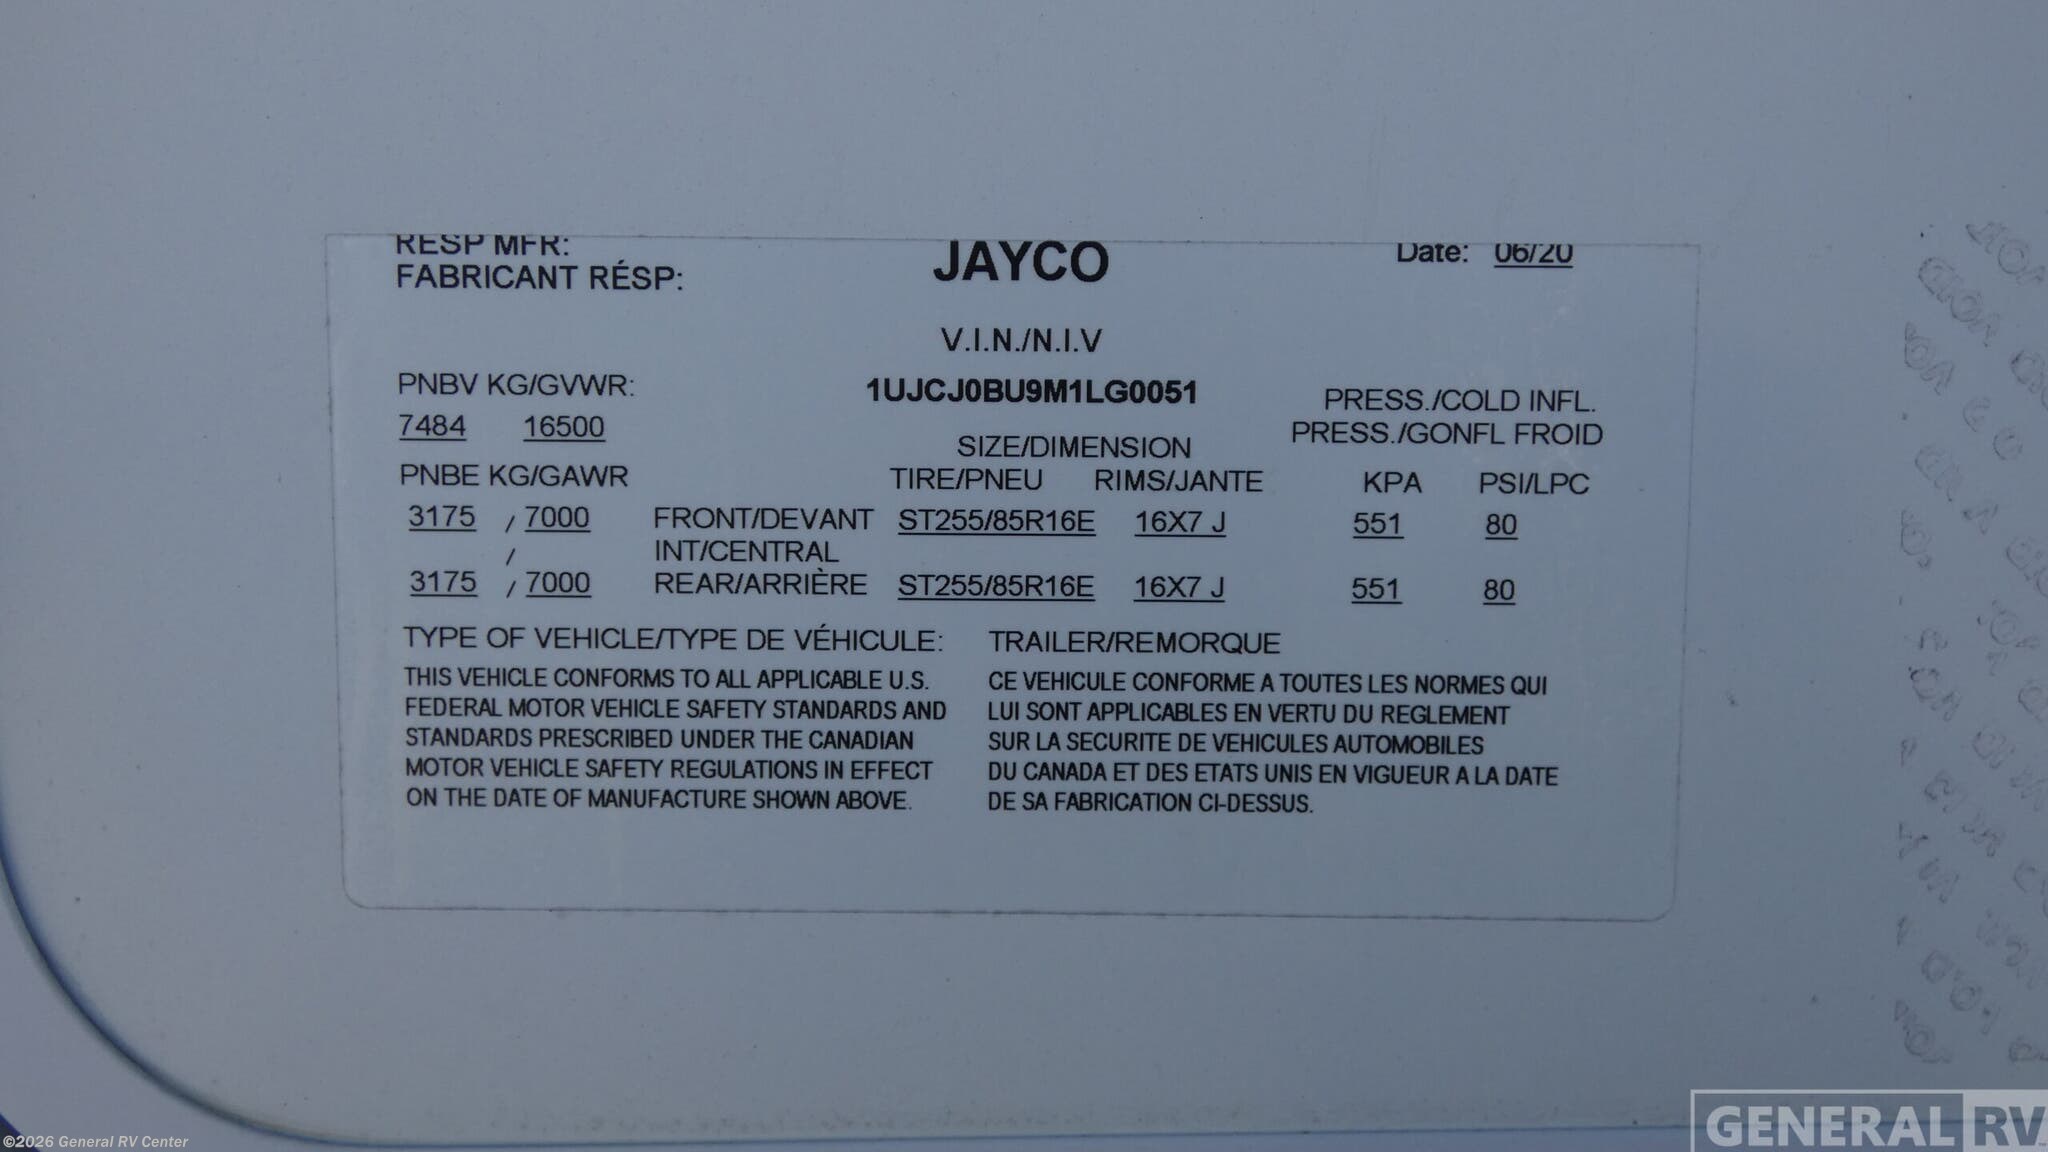 RESP MFR: JAYCO Date: 06/20
FABRICANT RÉSP:
V.I.N./N.I.V
PNBV KG/GVWR: 1UJCJ0BU9M1LG0051 PRESS./COLD INFL.
7484 16500 PRESS./GONFL FROID
SIZE/DIMENSION
PNBE KG/GAWR TIRE/PNEU RIMS/JANTE KPA PSI/LPC
3175 / 7000 FRONT/DEVANT ST255/85R16E 16X7 J 551 80
/ INT/CENTRAL
3175 / 7000 REAR/ARRIÈRE ST255/85R16E 16X7 J 551 80
TYPE OF VEHICLE/TYPE DE VÉHICULE: TRAILER/REMORQUE
THIS VEHICLE CONFORMS TO ALL APPLICABLE U.S.
FEDERAL MOTOR VEHICLE SAFETY STANDARDS AND
STANDARDS PRESCRIBED UNDER THE CANADIAN
MOTOR VEHICLE SAFETY REGULATIONS IN EFFECT
ON THE DATE OF MANUFACTURE SHOWN ABOVE.
CE VEHICULE CONFORME A TOUTES LES NORMES QUI
LUI SONT APPLICABLES EN VERTU DU REGLEMENT
SUR LA SECURITE DE VEHICULES AUTOMOBILES
DU CANADA ET DES ETATS UNIS EN VIGUEUR A LA DATE
DE SA FABRICATION CI-DESSUS.
©2026 General RV Center
GENERAL RV